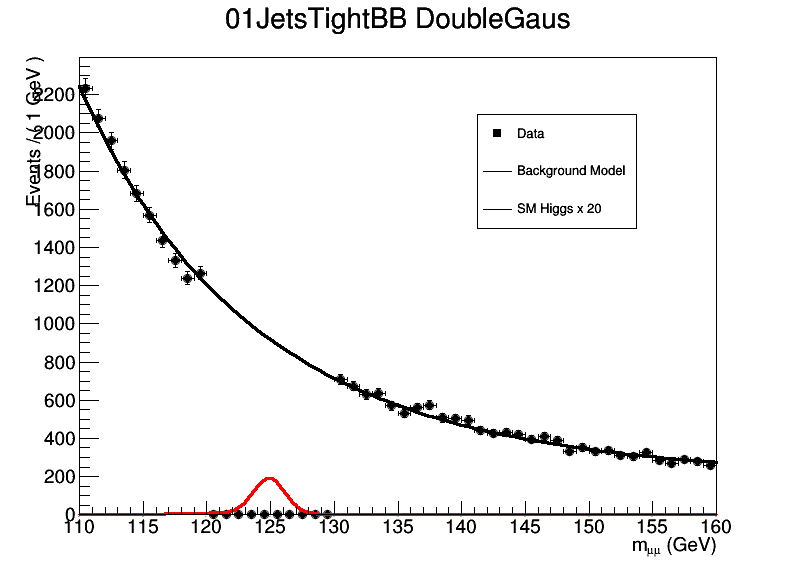 01JetsTightBB DoubleGaus
Events / ( 1 GeV )
2200
2000
1800
1600
1400
1200
1000
800
600
400
200
0
Data
Background Model
SM Higgs x 20
110 115 120 125 130 135 140 145 150 155 160
mμμ (GeV)